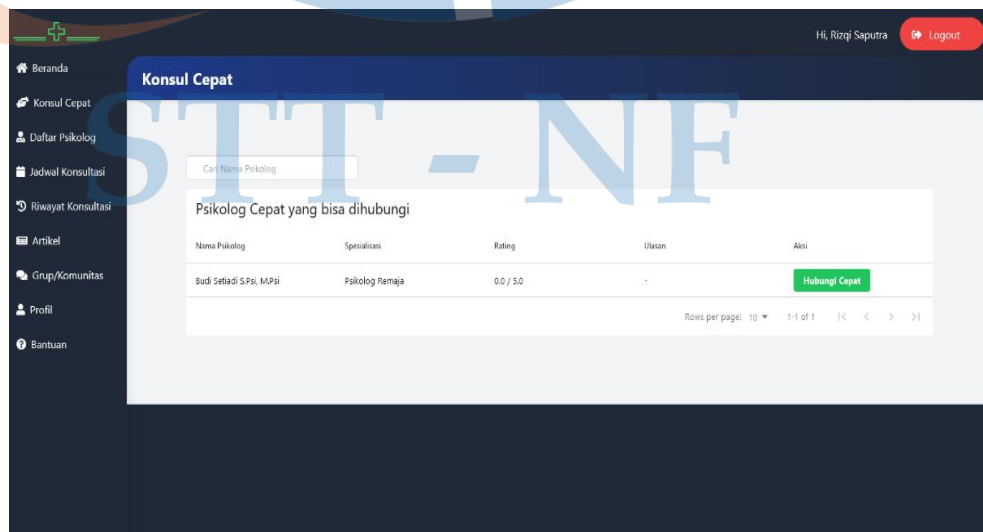 Hi, Rizqi Saputra
Logout
Beranda
Konsul Cepat
Daftar Psikolog
Jadwal Konsultasi
Riwayat Konsultasi
Artikel
Grup/Komunitas
Profil
Bantuan
Konsul Cepat
STT - NF
Cari Nama Psikolog
Psikolog Cepat yang bisa dihubungi
Nama Psikolog Spesialisasi Rating Ulasan Aksi
Budi Setiadi S.Psi, M.Psi Psikolog Remaja 0.0 / 5.0 - Hubungi Cepat
Rows per page: 10 1-1 of 1